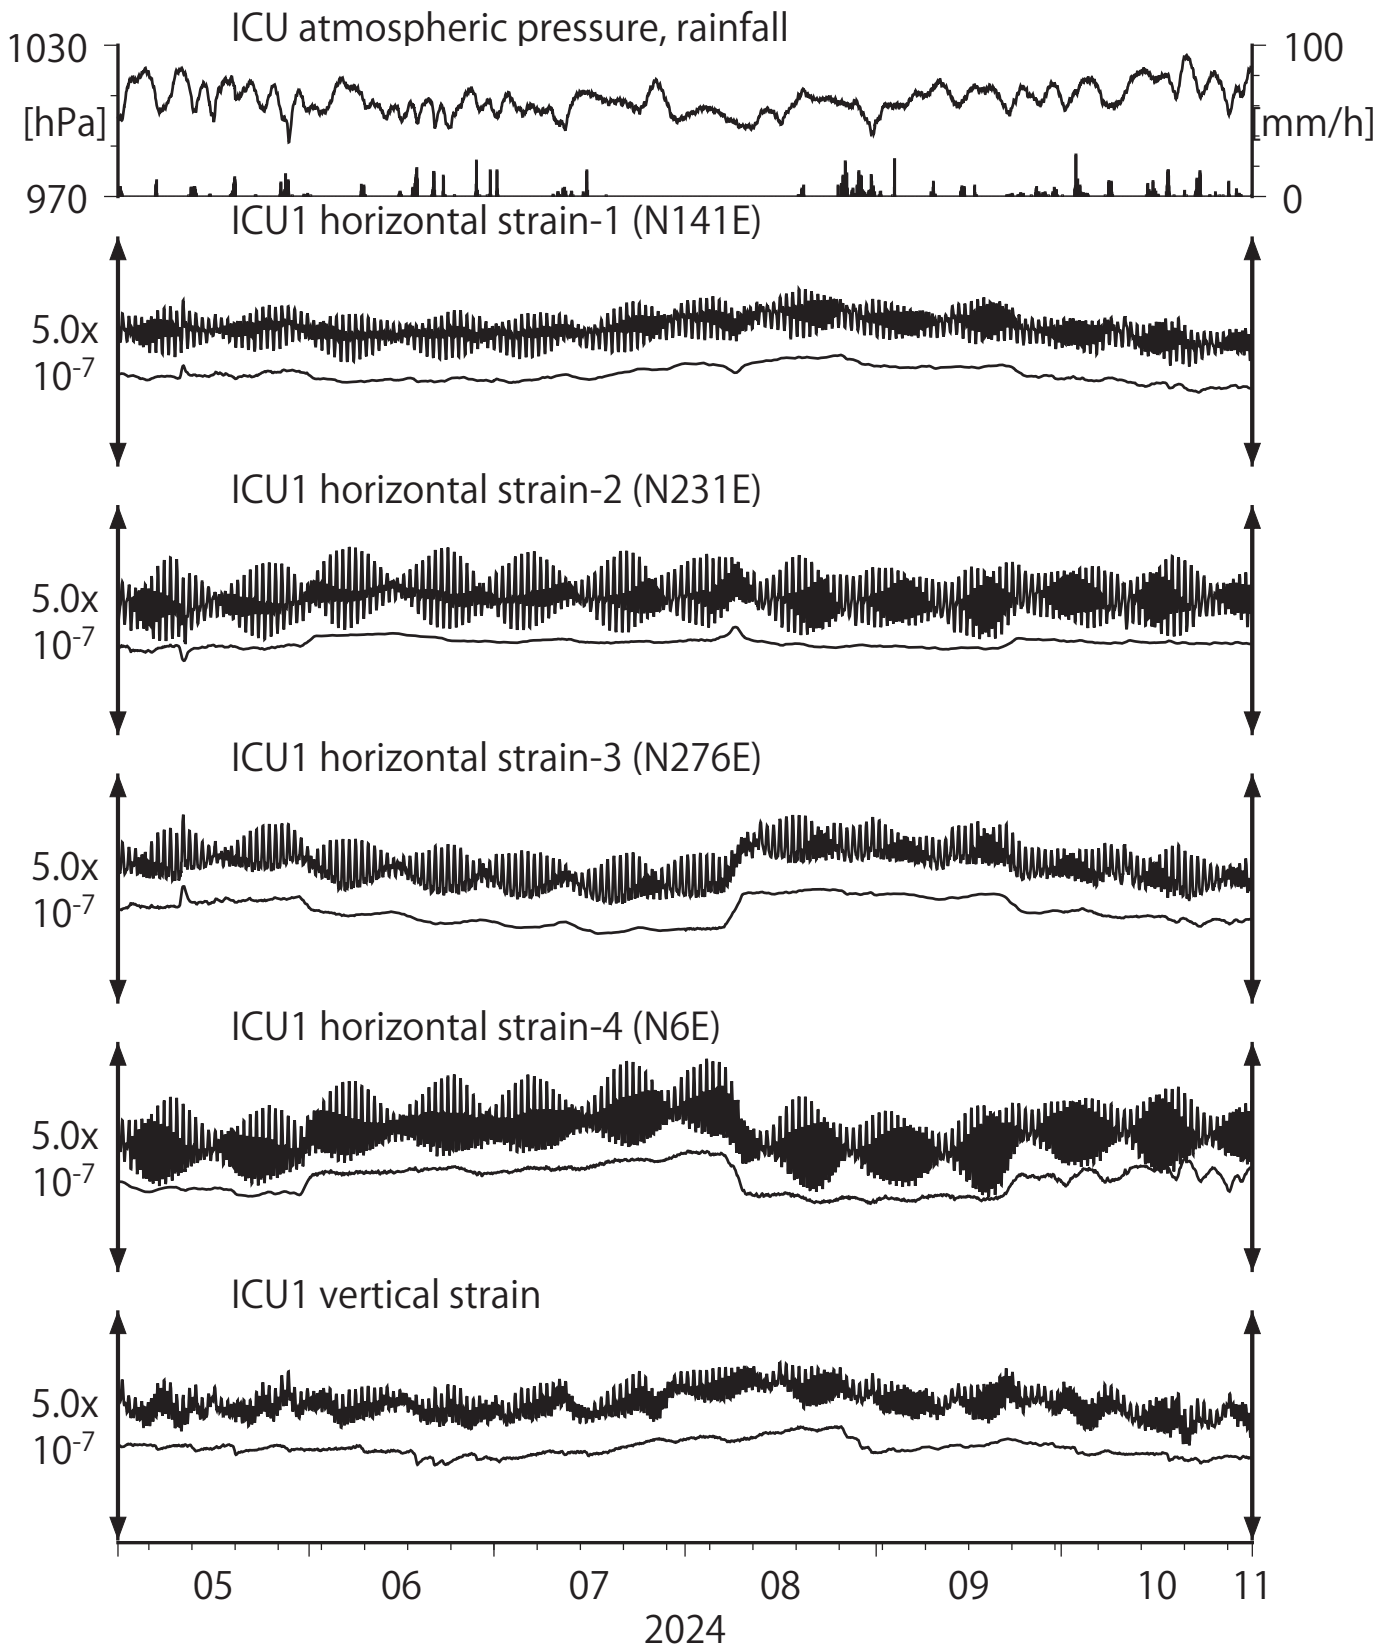 ICU atmospheric pressure, rainfall
1030
100
[hPa]
[mm/h]
970
0
ICU1 horizontal strain-1 (N141E)
5.0x
10-7
ICU1 horizontal strain-2 (N231E)
5.0x
10-7
ICU1 horizontal strain-3 (N276E)
5.0x
10-7
ICU1 horizontal strain-4 (N6E)
5.0x
10-7
ICU1 vertical strain
5.0x
10-7
05 06 07 08 09 10 11
2024